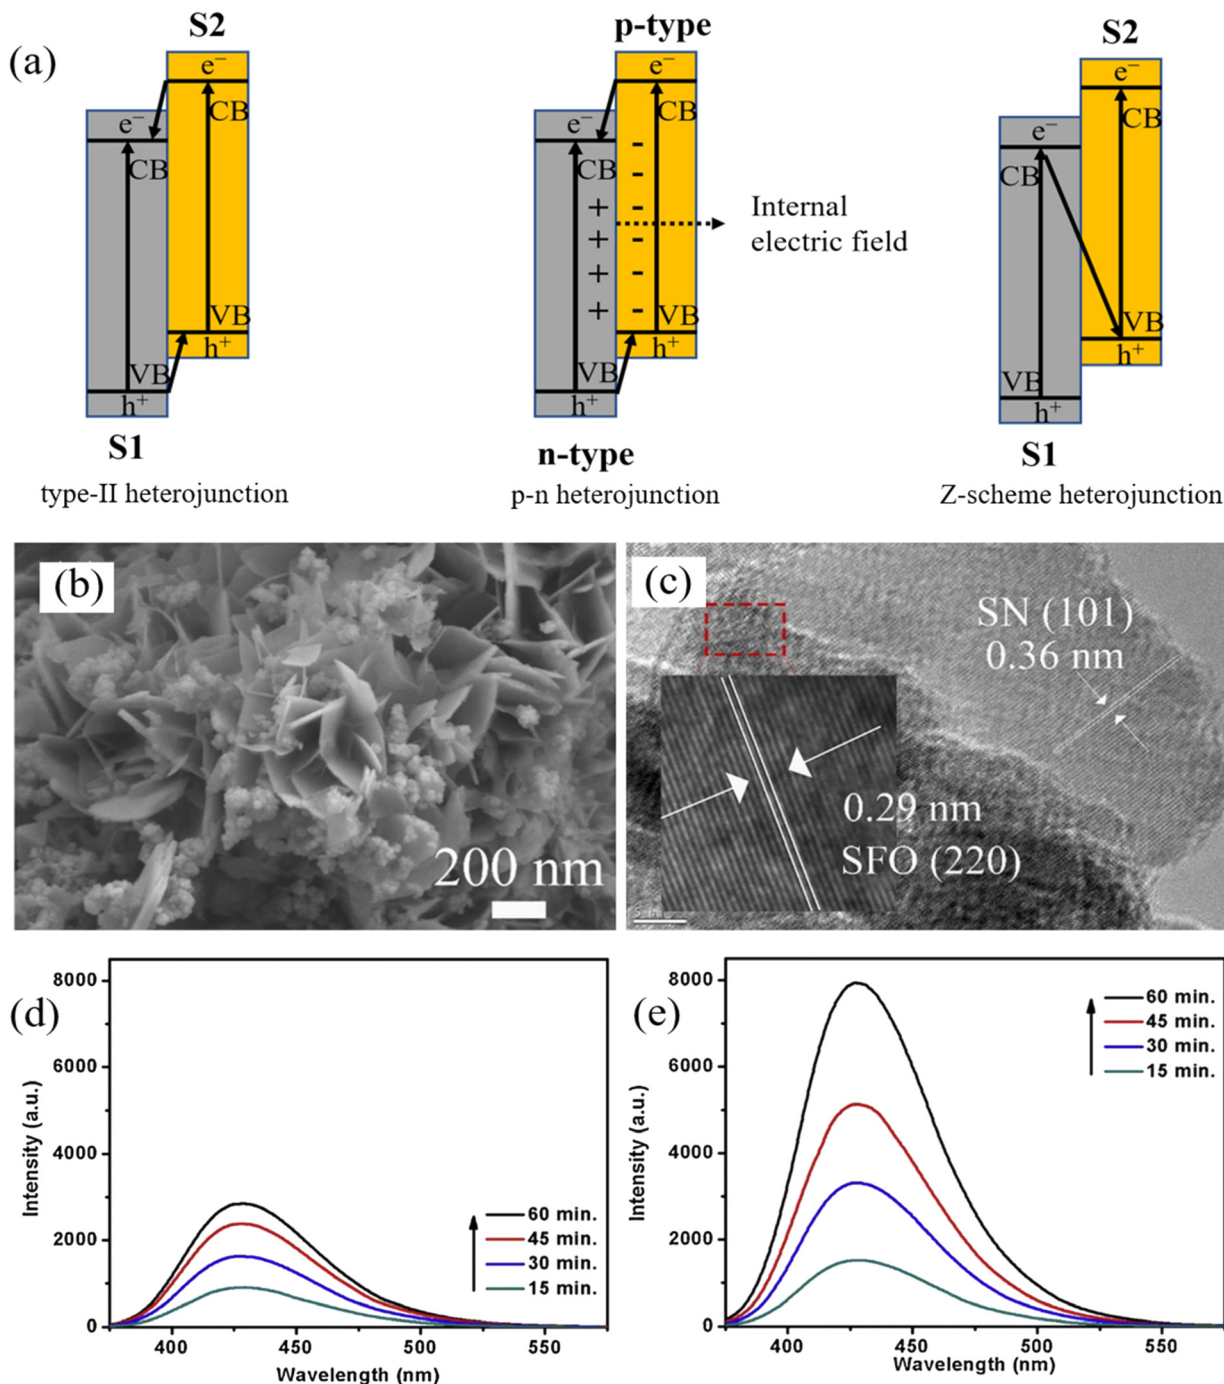 (a)
S2
e⁻
CB
e⁻
CB
VB
h⁺
VB
h⁺
S1
type-II heterojunction
p-type
e⁻
CB
e⁻
CB
-
-
+ -
+ -
+ -
+ -
Internal
electric field
VB
h⁺
VB
h⁺
n-type
p-n heterojunction
S2
e⁻
CB
e⁻
CB
VB
h⁺
VB
h⁺
S1
Z-scheme heterojunction
(b)
200 nm
(c)
SN (101)
0.36 nm
0.29 nm
SFO (220)
(d)
8000
6000
4000
2000
0
Intensity (a.u.)
60 min.
45 min.
30 min.
15 min.
400 450 500 550
Wavelength (nm)
(e)
8000
6000
4000
2000
0
Intensity (a.u.)
60 min.
45 min.
30 min.
15 min.
400 450 500 550
Wavelength (nm)